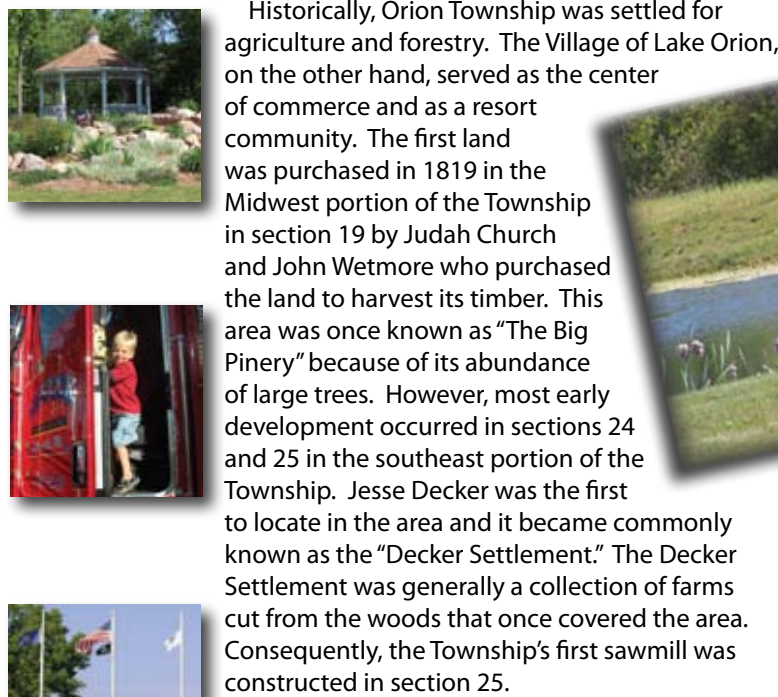 Historically, Orion Township was settled for
agriculture and forestry.  The Village of Lake Orion,
on the other hand, served as the center
of commerce and as a resort
community.  The first land
was purchased in 1819 in the
Midwest portion of the Township
in section 19 by Judah Church
and John Wetmore who purchased
the land to harvest its timber.  This
area was once known as “The Big
Pinery” because of its abundance
of large trees.  However, most early
development occurred in sections 24
and 25 in the southeast portion of the
Township.  Jesse Decker was the first
to locate in the area and it became commonly
known as the “Decker Settlement.”  The Decker
Settlement was generally a collection of farms
cut from the woods that once covered the area.
Consequently, the Township’s first sawmill was
constructed in section 25.